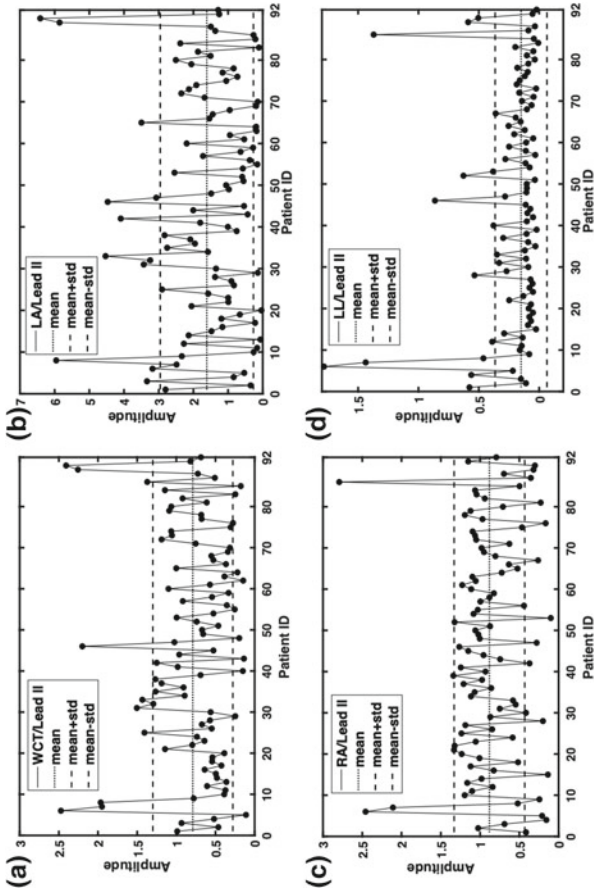 (a)
3
2.5
2
1.5
1
0.5
0
Amplitude
WCT/Lead II
mean
mean+std
mean-std
0 10 20 30 40 50 60 70 80 92
Patient ID
(b)
7
6
5
4
3
2
1
0
Amplitude
LA/Lead II
mean
mean+std
mean-std
0 10 20 30 40 50 60 70 80 92
Patient ID
(c)
3
2.5
2
1.5
1
0.5
0
Amplitude
RA/Lead II
mean
mean+std
mean-std
0 10 20 30 40 50 60 70 80 92
Patient ID
(d)
1.5
1
0.5
0
Amplitude
LL/Lead II
mean
mean+std
mean-std
0 10 20 30 40 50 60 70 80 92
Patient ID